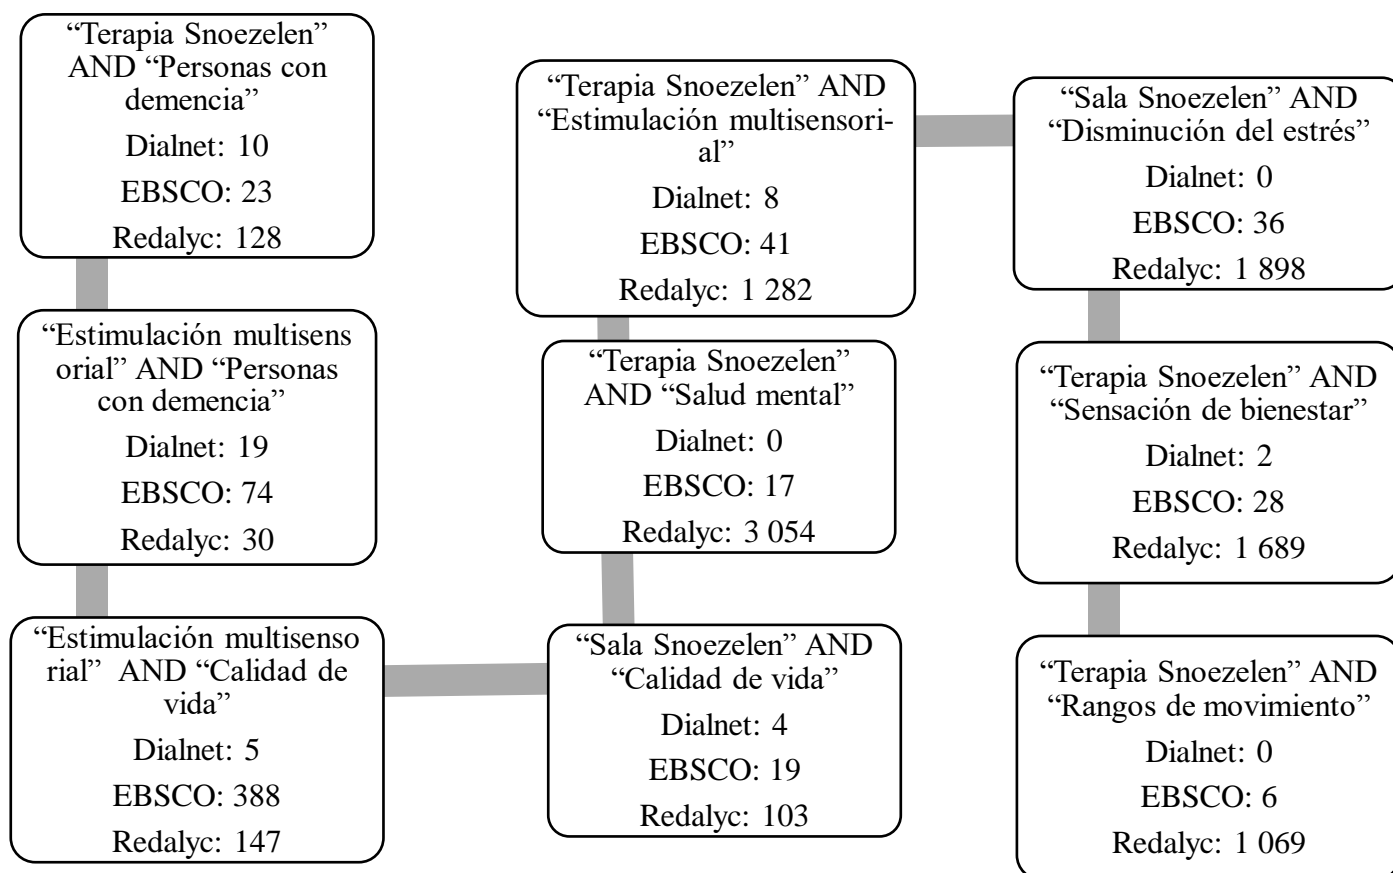 “Terapia Snoezelen”
AND “Personas con
demencia”
Dialnet: 10
EBSCO: 23
Redalyc: 128
“Estimulación multisens
orial” AND “Personas
con demencia”
Dialnet: 19
EBSCO: 74
Redalyc: 30
“Estimulación multisenso
rial” AND “Calidad de
vida”
Dialnet: 5
EBSCO: 388
Redalyc: 147
“Sala Snoezelen” AND
“Calidad de vida”
Dialnet: 4
EBSCO: 19
Redalyc: 103
“Terapia Snoezelen”
AND “Salud mental”
Dialnet: 0
EBSCO: 17
Redalyc: 3 054
“Terapia Snoezelen” AND
“Estimulación multisensori-
al”
Dialnet: 8
EBSCO: 41
Redalyc: 1 282
“Sala Snoezelen” AND
“Disminución del estrés”
Dialnet: 0
EBSCO: 36
Redalyc: 1 898
“Terapia Snoezelen” AND
“Sensación de bienestar”
Dialnet: 2
EBSCO: 28
Redalyc: 1 689
“Terapia Snoezelen” AND
“Rangos de movimiento”
Dialnet: 0
EBSCO: 6
Redalyc: 1 069